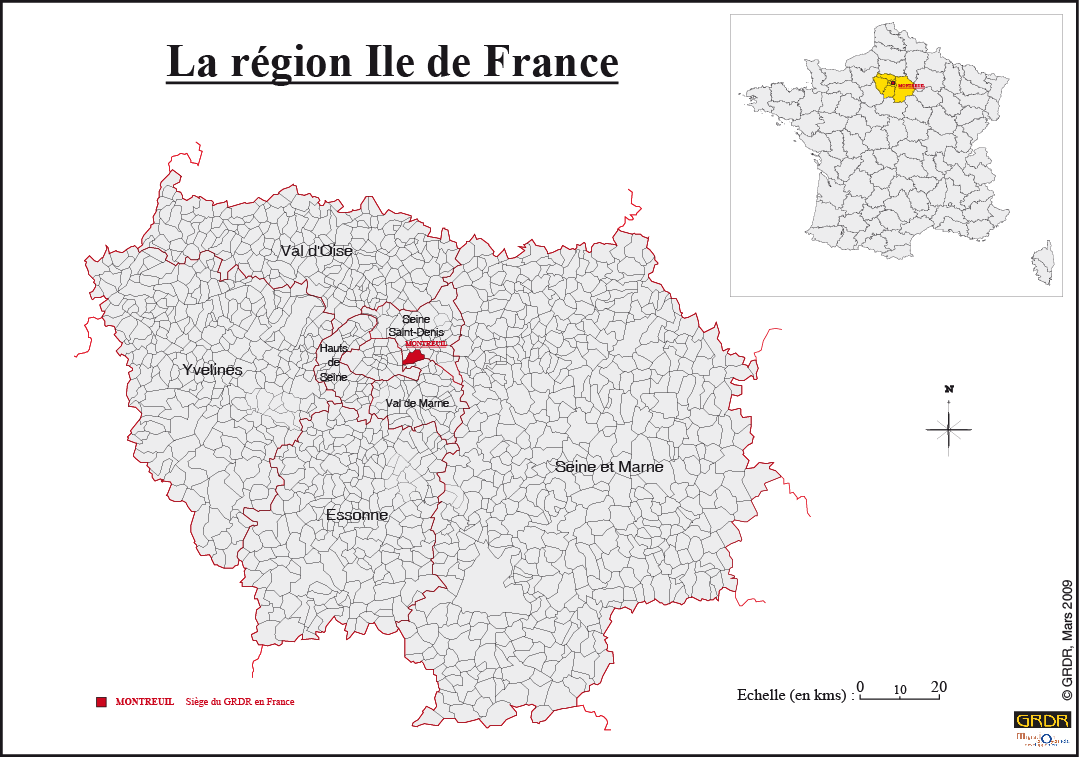 La région Ile de France
MONTREUIL
Val d'Oise
Seine
Saint-Denis
MONTREUIL
Hauts
de
Seine
Yvelines
Val de Marne
N
Seine et Marne
Essonne
© GRDR, Mars 2009
MONTREUIL Siège du GRDR en France
Echelle (en kms) : 0 10 20
GRDR